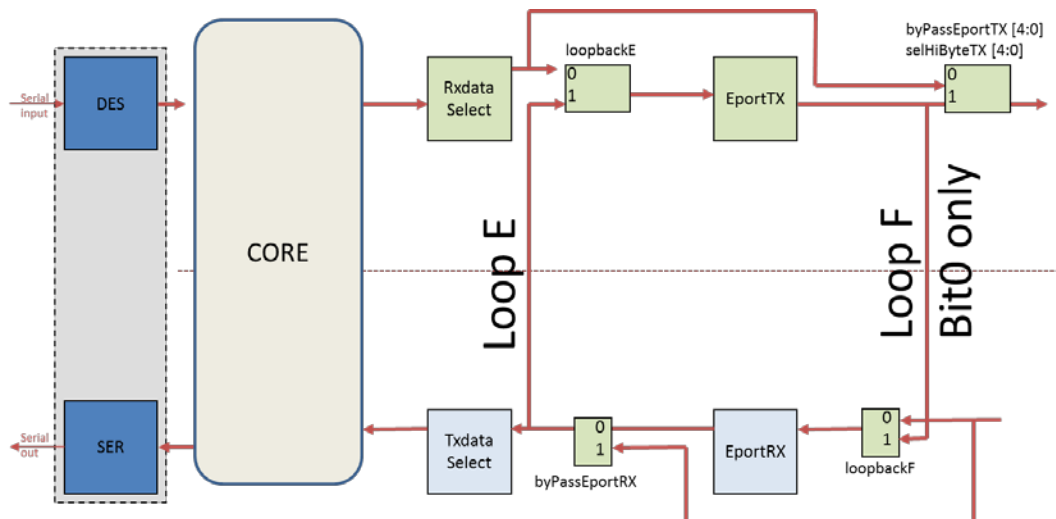 byPassEportTX [4:0]
selHiByteTX [4:0]
loopbackE
0
1
0
1
Serial
input
DES
Rxdata
Select
EportTX
CORE
Loop E
Loop F
Bit0 only
Serial
out
SER
Txdata
Select
0
1
byPassEportRX
EportRX
0
1
loopbackF